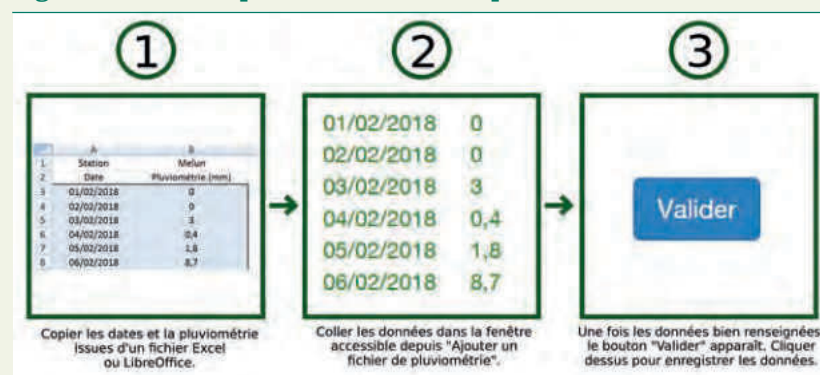 1
2
3
A B
1 Station Melun
2 Date Pluviométrie (mm)
3 01/02/2018 0
4 02/02/2018 0
5 03/02/2018 3
6 04/02/2018 0,4
7 05/02/2018 1,8
8 06/02/2018 8,7
01/02/2018 0
02/02/2018 0
03/02/2018 3
04/02/2018 0,4
05/02/2018 1,8
06/02/2018 8,7
Valider
Copier les dates et la pluviométrie
issues d'un fichier Excel
ou LibreOffice.
Coller les données dans la fenêtre
accessible depuis "Ajouter un
fichier de pluviométrie".
Une fois les données bien renseignées
le bouton "Valider" apparaît. Cliquer
dessus pour enregistrer les données.